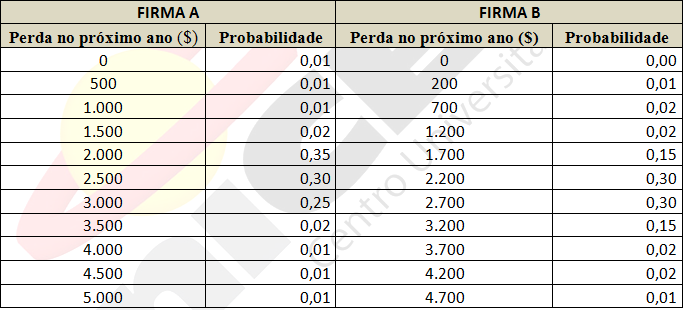 FIRMA A FIRMA B
Perda no próximo ano ($) Probabilidade Perda no próximo ano ($) Probabilidade
0 0,01 0 0,00
500 0,01 200 0,01
1.000 0,01 700 0,02
1.500 0,02 1.200 0,02
2.000 0,35 1.700 0,15
2.500 0,30 2.200 0,30
3.000 0,25 2.700 0,30
3.500 0,02 3.200 0,15
4.000 0,01 3.700 0,02
4.500 0,01 4.200 0,02
5.000 0,01 4.700 0,01
Centro